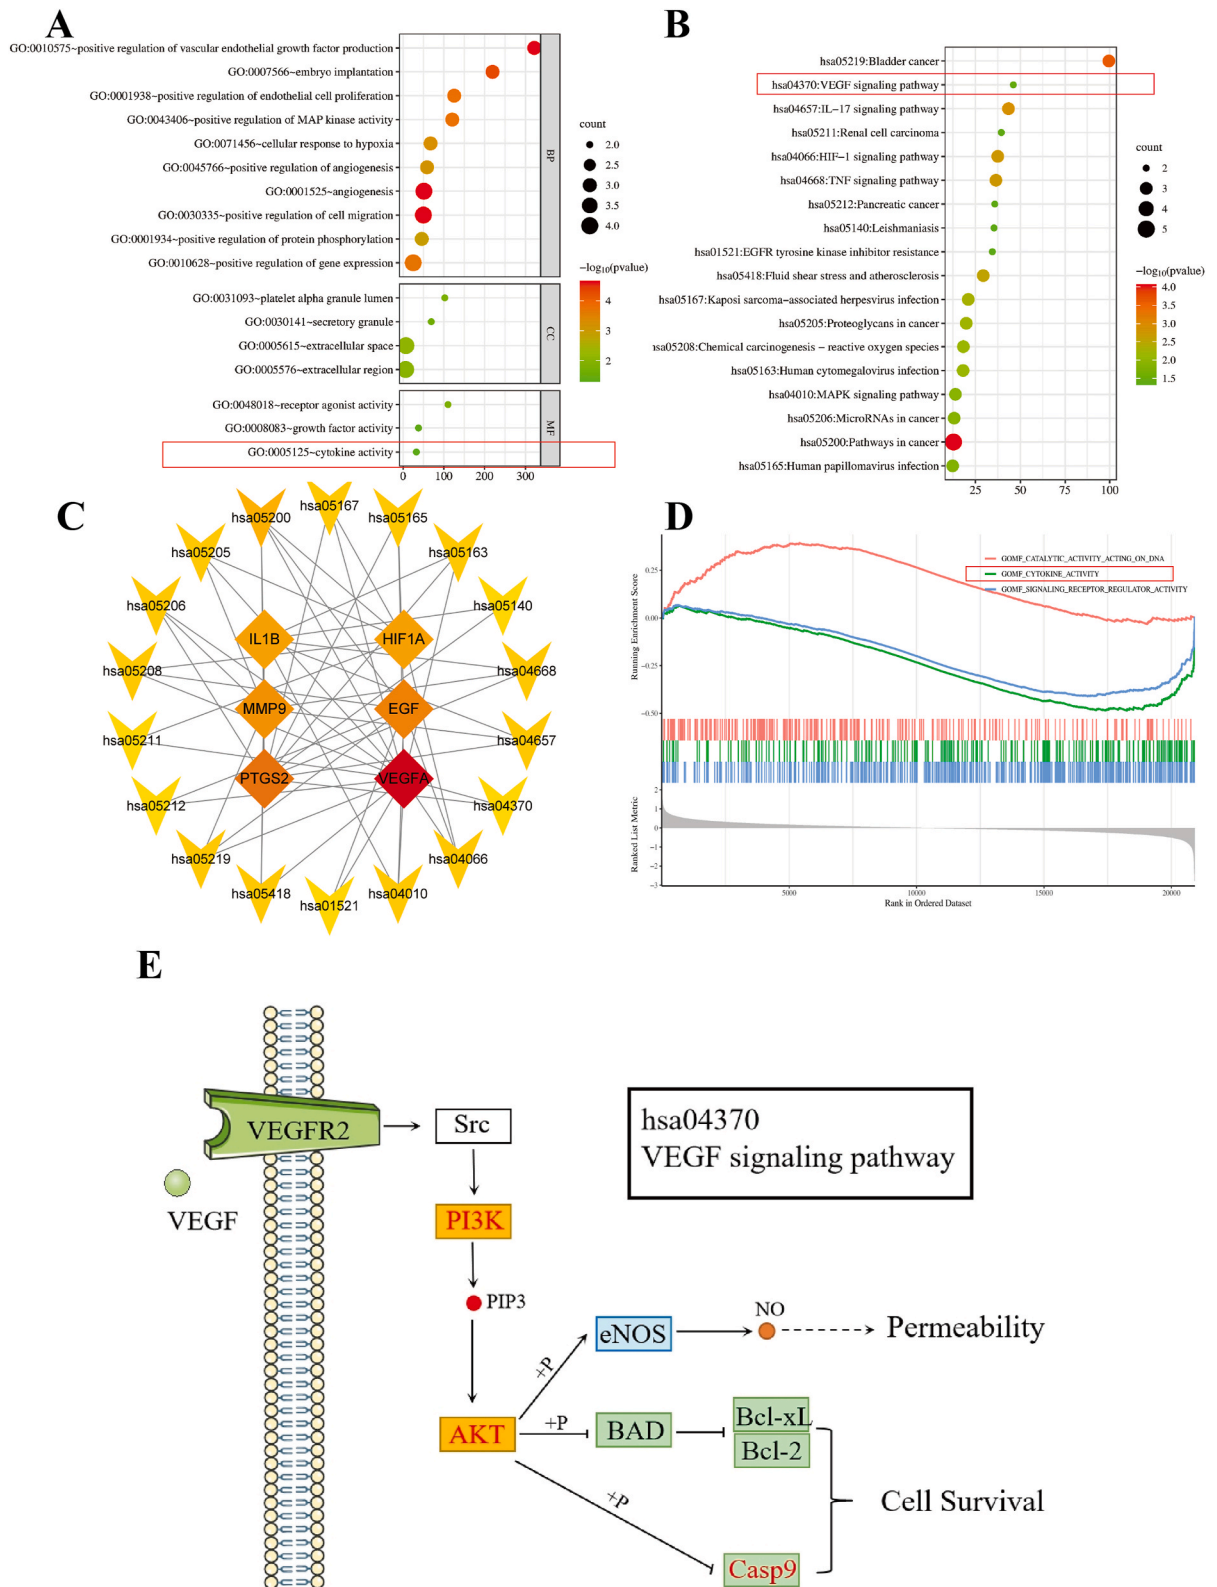 A
GO:0010575~positive regulation of vascular endothelial growth factor production
GO:0007566~embryo implantation
GO:0001938~positive regulation of endothelial cell proliferation
GO:0043406~positive regulation of MAP kinase activity
GO:0071456~cellular response to hypoxia
GO:0045766~positive regulation of angiogenesis
GO:0001525~angiogenesis
GO:0030335~positive regulation of cell migration
GO:0001934~positive regulation of protein phosphorylation
GO:0010628~positive regulation of gene expression
BP
GO:0031093~platelet alpha granule lumen
GO:0030141~secretory granule
GO:0005615~extracellular space
GO:0005576~extracellular region
CC
GO:0048018~receptor agonist activity
GO:0008083~growth factor activity
GO:0005125~cytokine activity
MF
0 100 200 300
count
2.0
2.5
3.0
3.5
4.0
−log10(pvalue)
4
3
2
B
hsa05219:Bladder cancer
hsa04370:VEGF signaling pathway
hsa04657:IL−17 signaling pathway
hsa05211:Renal cell carcinoma
hsa04066:HIF−1 signaling pathway
hsa04668:TNF signaling pathway
hsa05212:Pancreatic cancer
hsa05140:Leishmaniasis
hsa01521:EGFR tyrosine kinase inhibitor resistance
hsa05418:Fluid shear stress and atherosclerosis
hsa05167:Kaposi sarcoma−associated herpesvirus infection
hsa05205:Proteoglycans in cancer
ısa05208:Chemical carcinogenesis − reactive oxygen species
hsa05163:Human cytomegalovirus infection
hsa04010:MAPK signaling pathway
hsa05206:MicroRNAs in cancer
hsa05200:Pathways in cancer
hsa05165:Human papillomavirus infection
25 50 75 100
count
2
3
4
5
−log10(pvalue)
4.0
3.5
3.0
2.5
2.0
1.5
C
hsa05167
hsa05200
hsa05165
hsa05205
hsa05163
hsa05206
hsa05140
IL1B
HIF1A
hsa05208
hsa04668
MMP9
EGF
hsa05211
hsa04657
PTGS2
VEGFA
hsa05212
hsa04370
hsa05219
hsa04066
hsa05418
hsa04010
hsa01521
D
GOMF_CATALYTIC_ACTIVITY_ACTING_ON_DNA
GOMF_CYTOKINE_ACTIVITY
GOMF_SIGNALING_RECEPTOR_REGULATOR_ACTIVITY
Running Enrichment Score
0.25
0.00
−0.25
−0.50
Ranked List Metric
2
1
0
−1
−2
−3
5000 10000 15000 20000
Rank in Ordered Dataset
E
VEGFR2
VEGF
Src
PI3K
PIP3
AKT
hsa04370
VEGF signaling pathway
+P
eNOS
NO
Permeability
+P
BAD
Bcl-xL
Bcl-2
+P
Casp9
Cell Survival